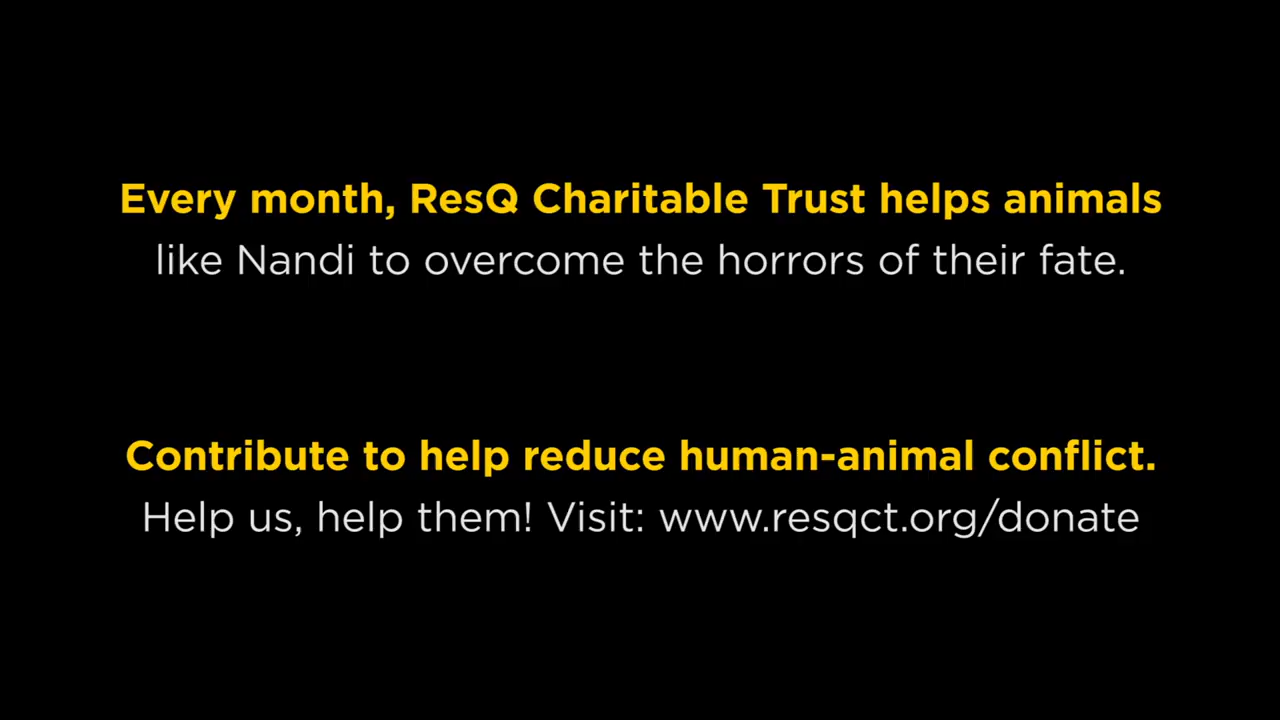 Every month, ResQ Charitable Trust helps animals
like Nandi to overcome the horrors of their fate.
Contribute to help reduce human-animal conflict.
Help us, help them! Visit: www.resqct.org/donate